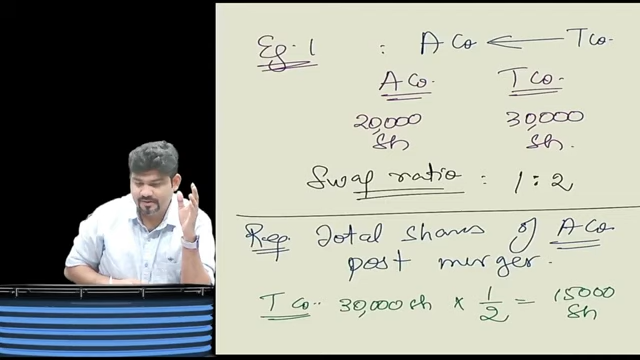 Eg. 1 : A Co ← T Co.
A Co. T Co.
20,000 Sh 30,000 Sh.
Swap ratio : 1 : 2
Req. Total shares of A Co.
post merger.
T Co. 30,000 sh × 1/2 = 15000 Sh